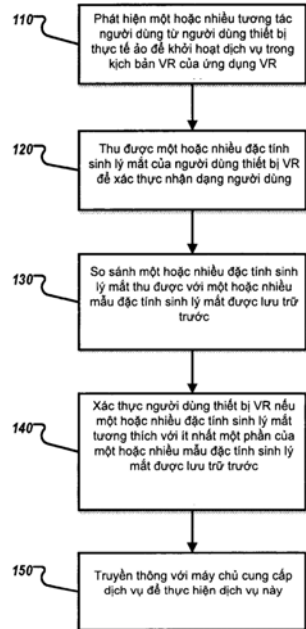 110
Phát hiện một hoặc nhiều tương tác
người dùng từ người dùng thiết bị
thực tế ảo để khởi hoạt dịch vụ trong
kịch bản VR của ứng dụng VR
120
Thu được một hoặc nhiều đặc tính
sinh lý mắt của người dùng thiết bị VR
để xác thực nhận dạng người dùng
130
So sánh một hoặc nhiều đặc tính sinh
lý mắt thu được với một hoặc nhiều
mẫu đặc tính sinh lý mắt được lưu trữ
trước
140
Xác thực người dùng thiết bị VR nếu
một hoặc nhiều đặc tính sinh lý mắt
tương thích với ít nhất một phần của
một hoặc nhiều mẫu đặc tính sinh lý
mắt được lưu trữ trước
150
Truyền thông với máy chủ cung cấp
dịch vụ để thực hiện dịch vụ này